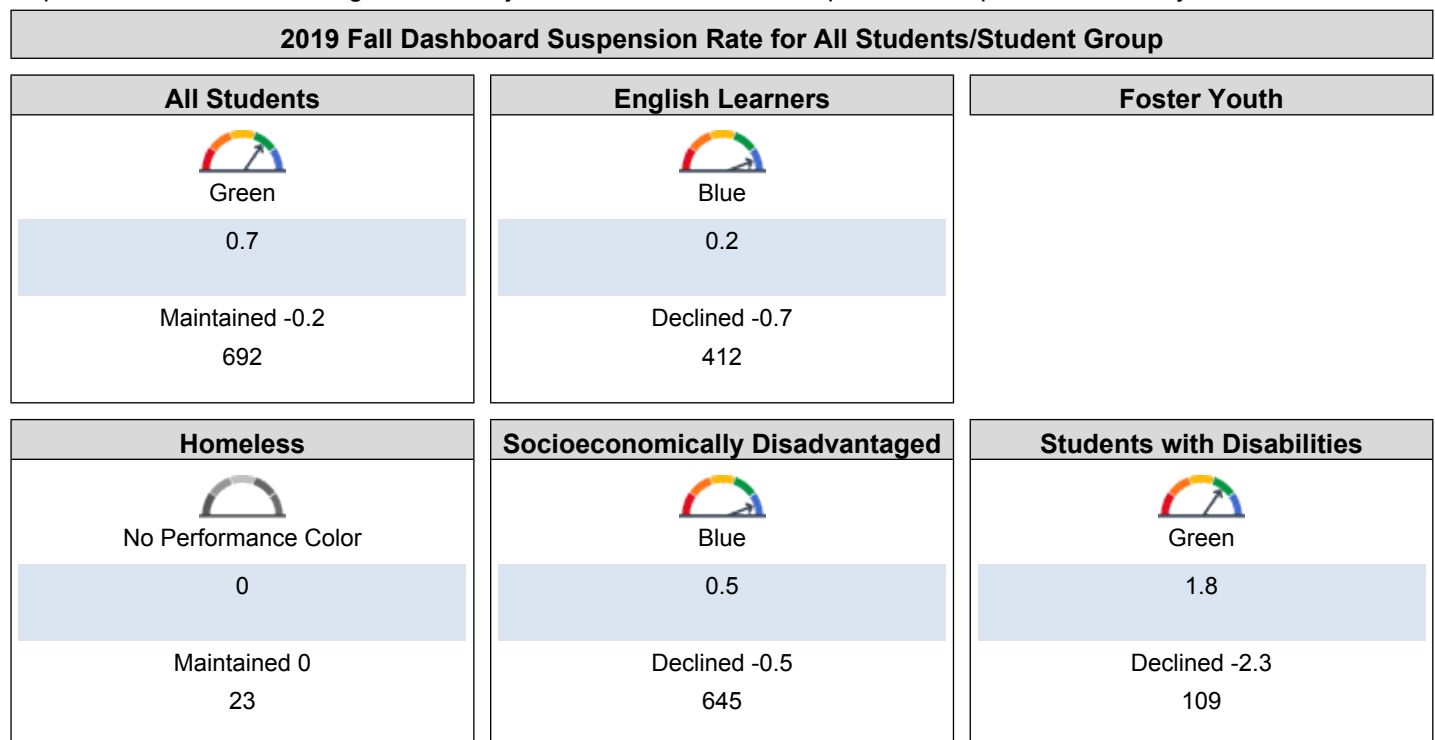 2019 Fall Dashboard Suspension Rate for All Students/Student Group
All Students
Green
0.7
Maintained -0.2
692
English Learners
Blue
0.2
Declined -0.7
412
Foster Youth
Homeless
No Performance Color
0
Maintained 0
23
Socioeconomically Disadvantaged
Blue
0.5
Declined -0.5
645
Students with Disabilities
Green
1.8
Declined -2.3
109